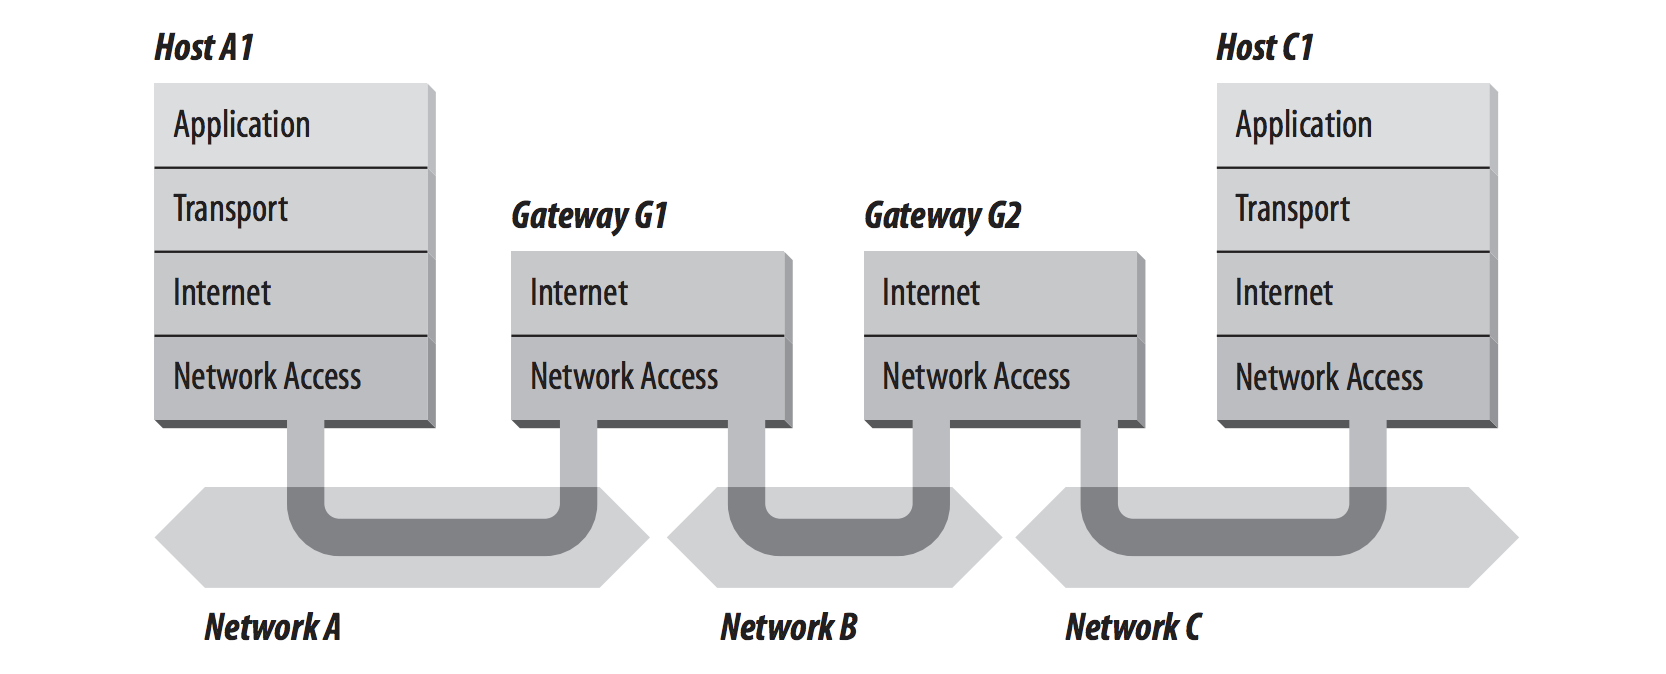 Host A1
Application
Transport
Internet
Network Access
Gateway G1
Internet
Network Access
Gateway G2
Internet
Network Access
Host C1
Application
Transport
Internet
Network Access
Network A
Network B
Network C